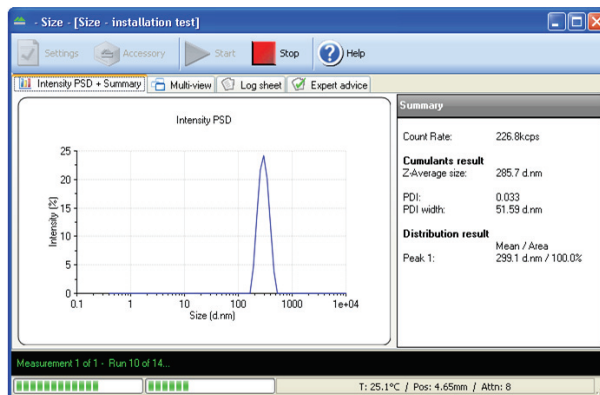 - Size - [Size - installation test]
Settings Accessory Start Stop Help
Intensity PSD + Summary Multi-view Log sheet Expert advice
Intensity PSD
25
20
15
10
5
0
Intensity [%]
0.1 1 10 100 1000 1e+04
Size (d.nm)
Summary
Count Rate: 226.8kcps
Cumulants result
Z-Average size: 285.7 d.nm
PDI: 0.033
PDI width: 51.59 d.nm
Distribution result
Mean / Area
Peak 1: 299.1 d.nm / 100.0%
Measurement 1 of 1 - Run 10 of 14...
T: 25.1°C / Pos: 4.65mm / Attn: 8